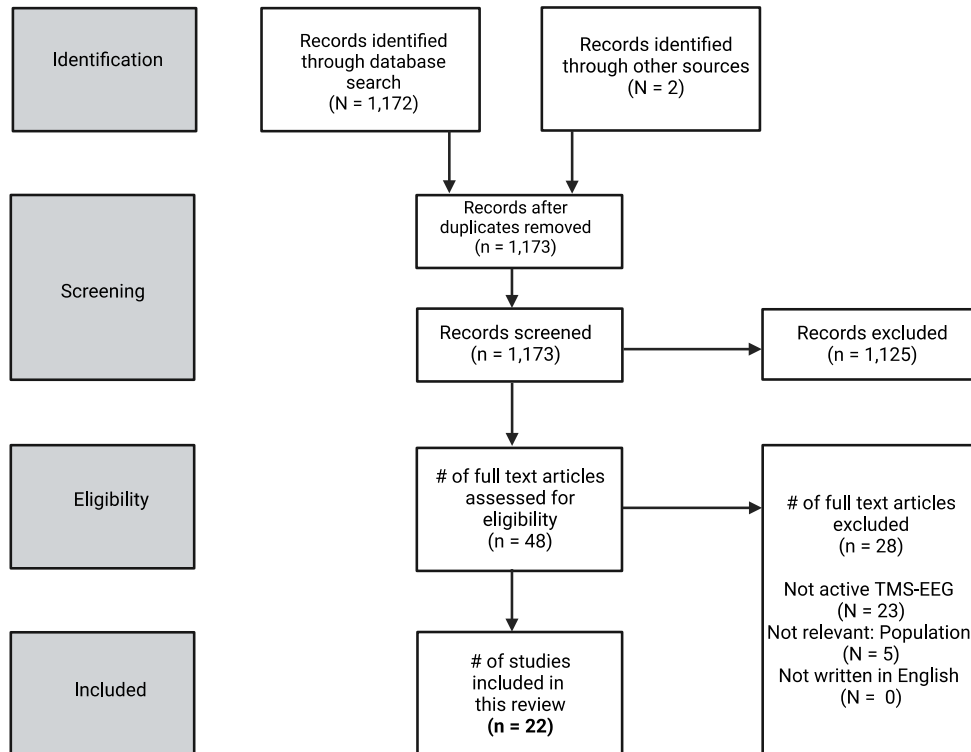 Identification
Records identified
through database
search
(N = 1,172)
Records identified
through other sources
(N = 2)
Screening
Records after
duplicates removed
(n = 1,173)
Records screened
(n = 1,173)
Records excluded
(n = 1,125)
Eligibility
# of full text articles
assessed for
eligibility
(n = 48)
# of full text articles
excluded
(n = 28)
Not active TMS-EEG
(N = 23)
Not relevant: Population
(N = 5)
Not written in English
(N = 0)
Included
# of studies
included in
this review
(n = 22)